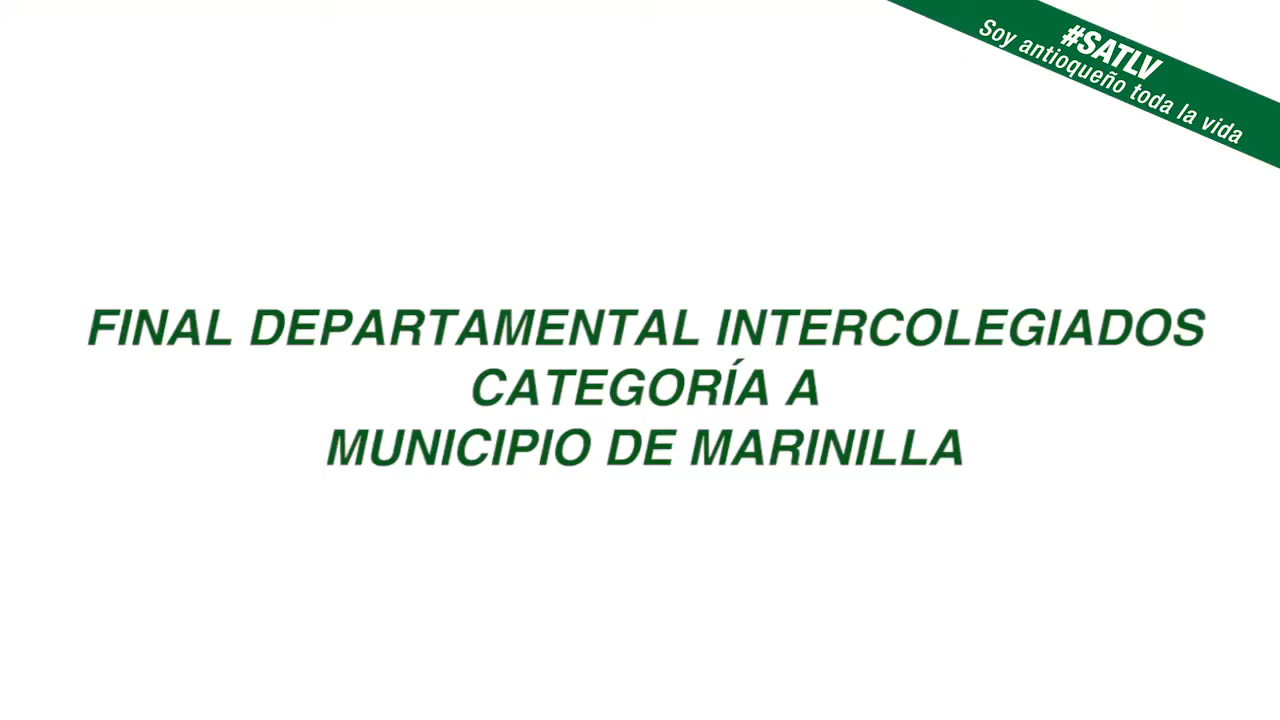 #SATLV
Soy antioqueño toda la vida
FINAL DEPARTAMENTAL INTERCOLEGIADOS
CATEGORÍA A
MUNICIPIO DE MARINILLA